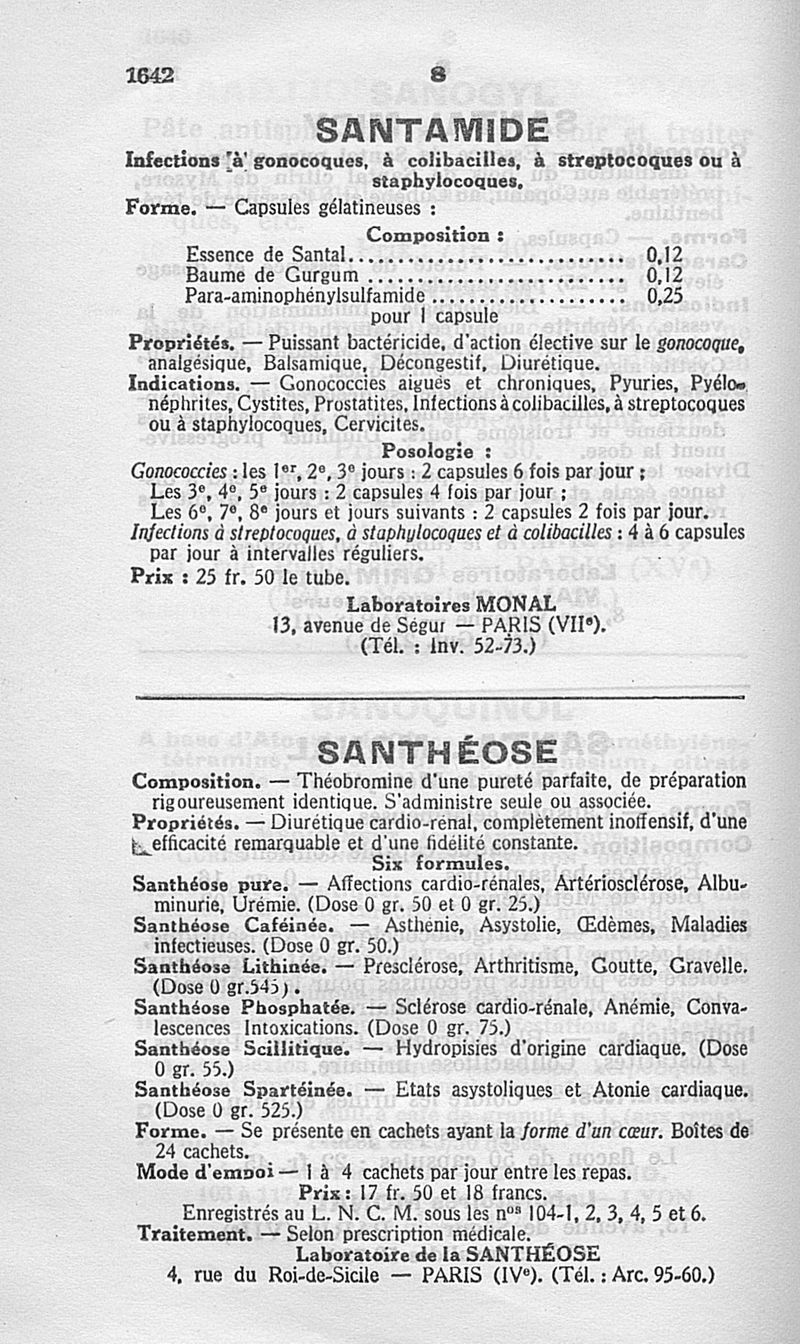 1642
8
SANTAMIDE
Infections à gonocoques, à colibacilles, à streptocoques ou à
staphylocoques.
Forme. — Capsules gélatineuses :
Composition :
Essence de Santal............................ 0,12
Baume de Gurgum .......................... 0,12
Para-aminophénylsulfamide .................... 0,25
pour 1 capsule
Propriétés. — Puissant bactéricide, d'action élective sur le gonocoque,
analgésique, Balsamique, Décongestif, Diurétique.
Indications. — Gonococcies aiguës et chroniques, Pyuries, Pyélo-
néphrites, Cystites, Prostatites, Infections à colibacilles, à streptocoques
ou à staphylocoques, Cervicites.
Posologie :
Gonococcies : les 1er, 2e, 3e jours : 2 capsules 6 fois par jour ;
Les 3e, 4e, 5e jours : 2 capsules 4 fois par jour ;
Les 6e, 7e, 8e jours et jours suivants : 2 capsules 2 fois par jour.
Infections à streptocoques, à staphylocoques et à colibacilles : 4 à 6 capsules
par jour à intervalles réguliers.
Prix : 25 fr. 50 le tube.
Laboratoires MONAL
13, avenue de Ségur — PARIS (VIIe).
(Tél. : Inv. 52-73.)
SANTHÉOSE
Composition. — Théobromine d'une pureté parfaite, de préparation
rigoureusement identique. S'administre seule ou associée.
Propriétés. — Diurétique cardio-rénal, complètement inoffensif, d'une
efficacité remarquable et d'une fidélité constante.
Six formules.
Santhéose pure. — Affections cardio-rénales, Artériosclérose, Albu-
minurie, Urémie. (Dose 0 gr. 50 et 0 gr. 25.)
Santhéose Caféinée. — Asthénie, Asystolie, Œdèmes, Maladies
infectieuses. (Dose 0 gr. 50.)
Santhéose Lithinée. — Presclérose, Arthritisme, Goutte, Gravelle.
(Dose 0 gr.545).
Santhéose Phosphatée. — Sclérose cardio-rénale, Anémie, Conva-
lescences Intoxications. (Dose 0 gr. 75.)
Santhéose Scillitique. — Hydropisies d'origine cardiaque. (Dose
0 gr. 55.)
Santhéose Spartéinée. — Etats asystoliques et Atonie cardiaque.
(Dose 0 gr. 525.)
Forme. — Se présente en cachets ayant la forme d'un cœur. Boîtes de
24 cachets.
Mode d'emploi — 1 à 4 cachets par jour entre les repas.
Prix : 17 fr. 50 et 18 francs.
Enregistrés au L. N. C. M. sous les nos 104-1, 2, 3, 4, 5 et 6.
Traitement. — Selon prescription médicale.
Laboratoire de la SANTHÉOSE
4, rue du Roi-de-Sicile — PARIS (IVe). (Tél. : Arc. 95-60.)